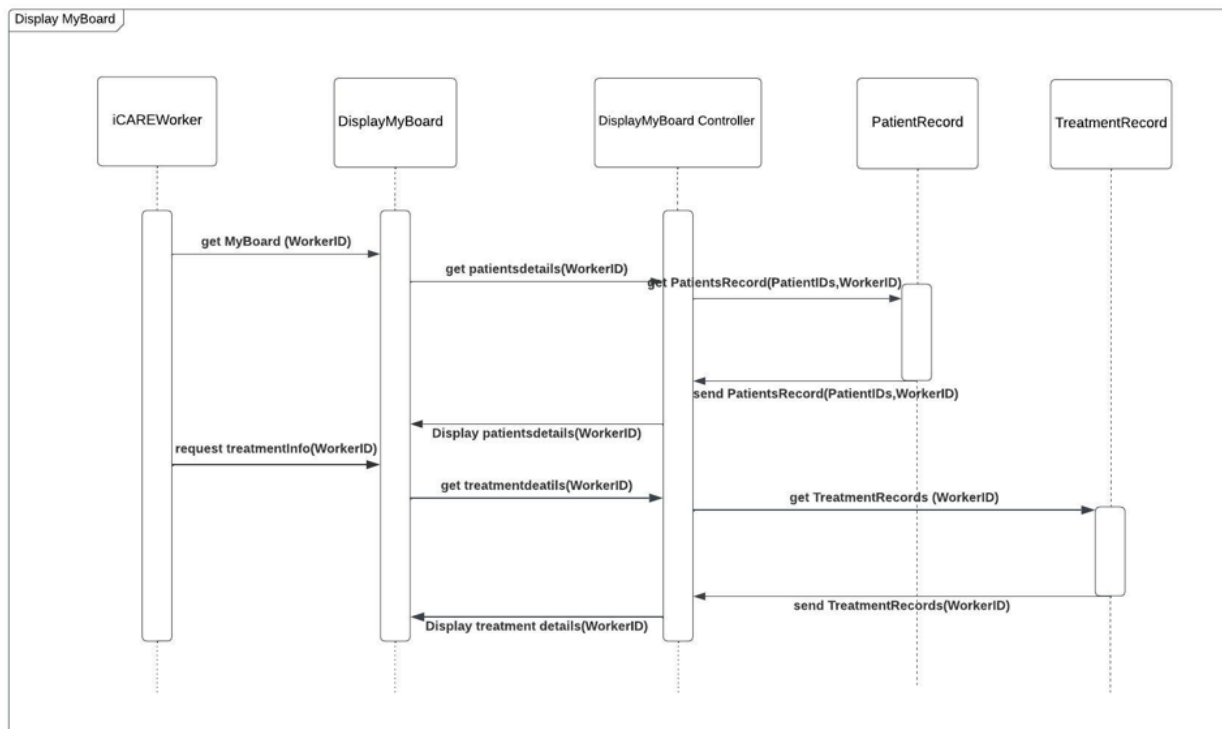 Display MyBoard
iCAREWorker
DisplayMyBoard
DisplayMyBoard Controller
PatientRecord
TreatmentRecord
get MyBoard (WorkerID)
get patientsdetails(WorkerID)
get PatientsRecord(PatientIDs,WorkerID)
send PatientsRecord(PatientIDs,WorkerID)
Display patientsdetails(WorkerID)
request treatmentInfo(WorkerID)
get treatmentdeatils(WorkerID)
get TreatmentRecords (WorkerID)
send TreatmentRecords(WorkerID)
Display treatment details(WorkerID)